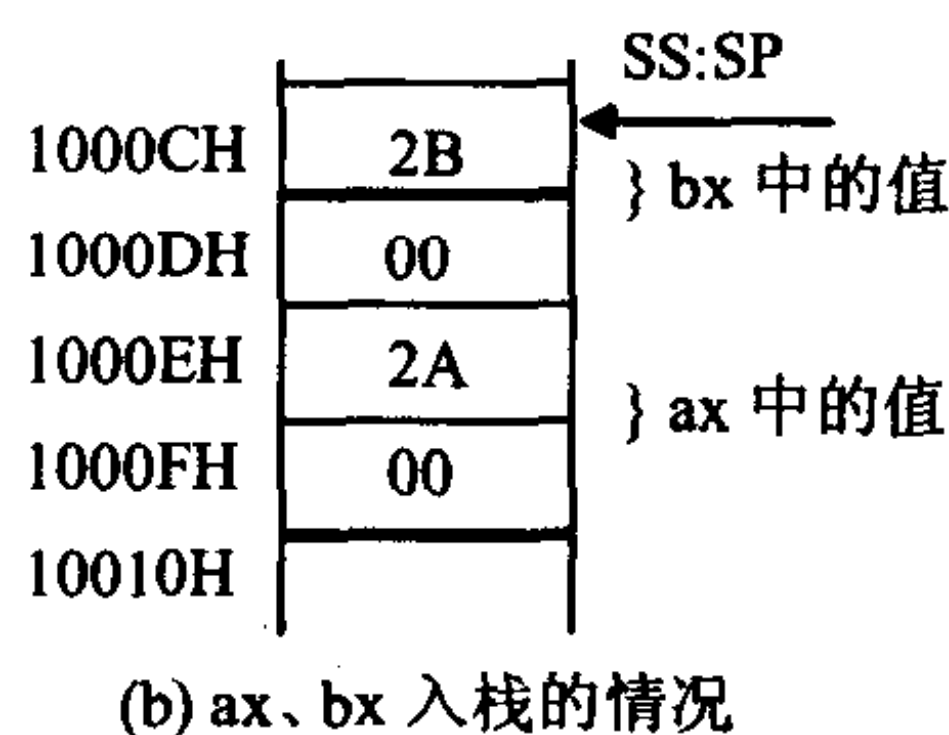 SS:SP
1000CH 2B
} bx 中的值
1000DH 00
1000EH 2A
} ax 中的值
1000FH 00
10010H
(b) ax、bx 入栈的情况